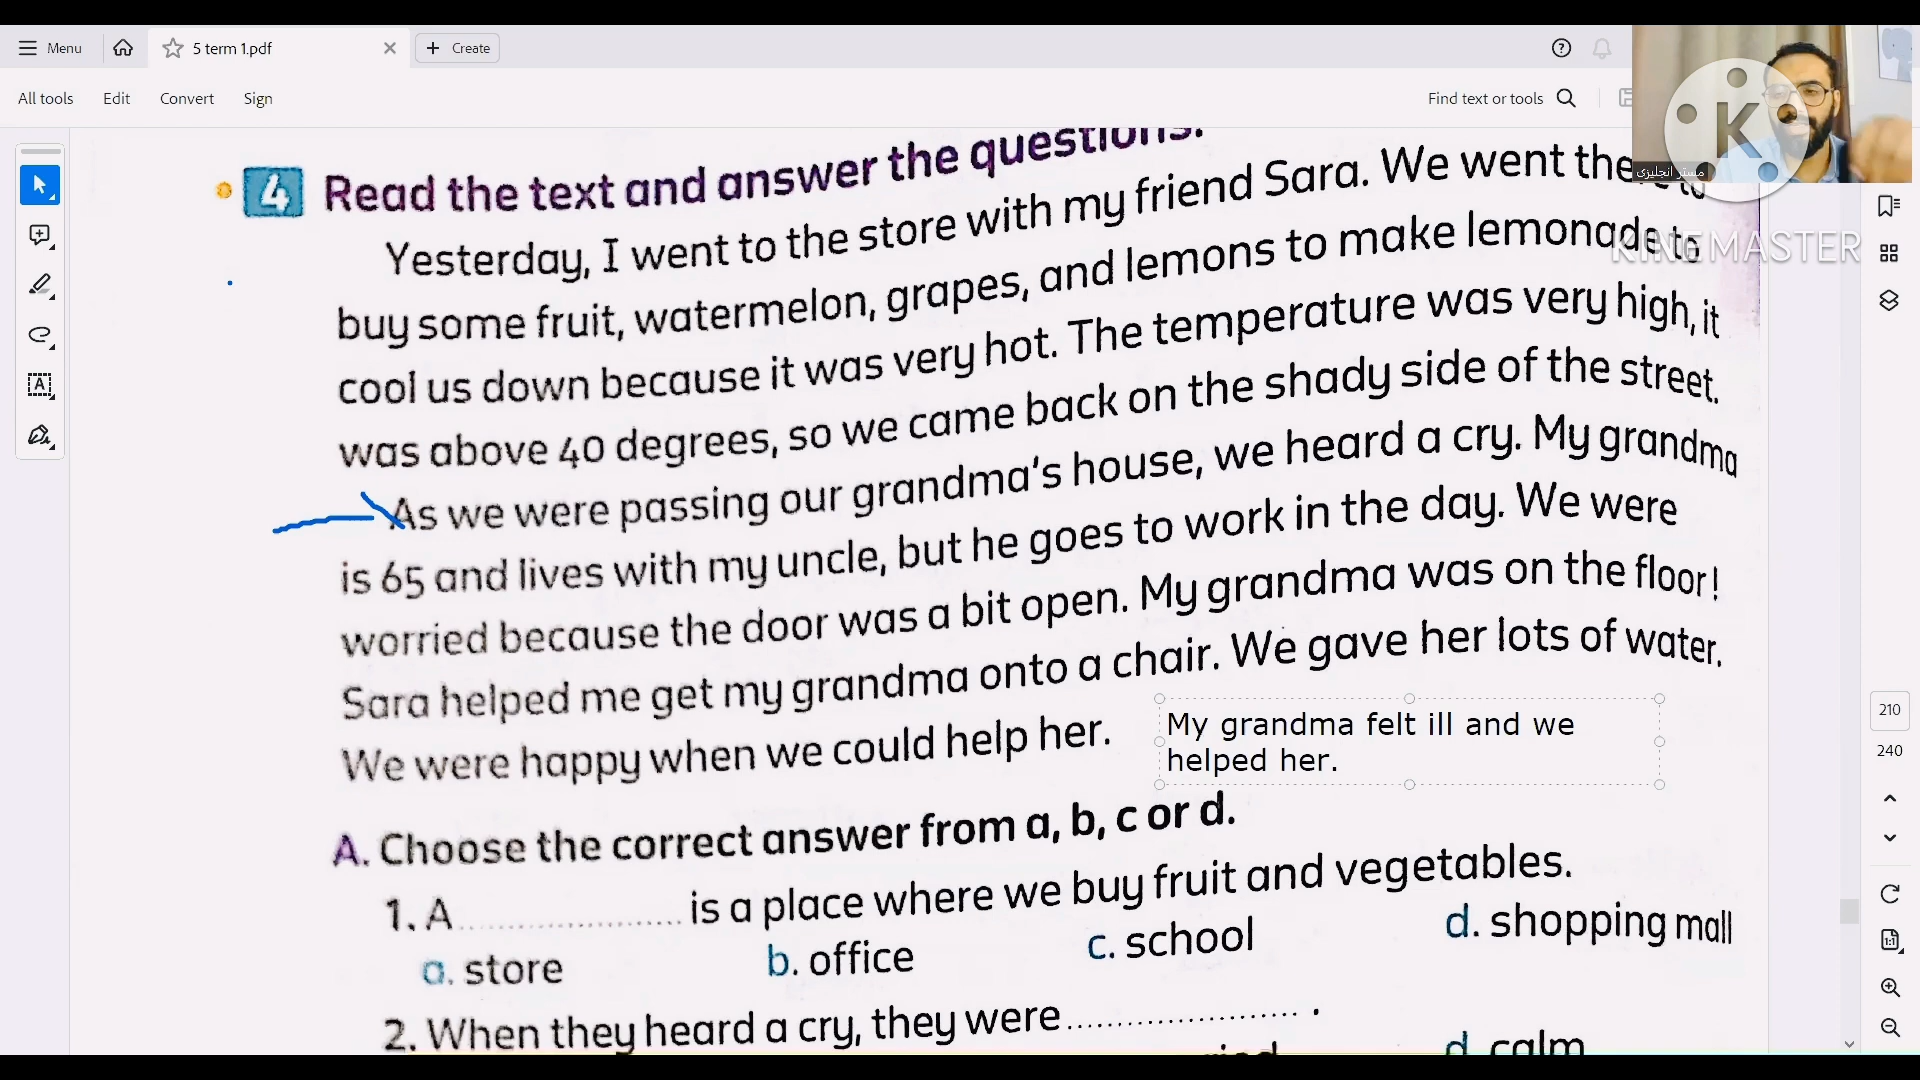 Menu
5 term 1.pdf
Create
All tools
Edit
Convert
Sign
Find text or tools
مستر انجليزى
K
KINEMASTER
4 Read the text and answer the questions.
Yesterday, I went to the store with my friend Sara. We went there to
buy some fruit, watermelon, grapes, and lemons to make lemonade to
cool us down because it was very hot. The temperature was very high, it
was above 40 degrees, so we came back on the shady side of the street.
As we were passing our grandma's house, we heard a cry. My grandma
is 65 and lives with my uncle, but he goes to work in the day. We were
worried because the door was a bit open. My grandma was on the floor!
Sara helped me get my grandma onto a chair. We gave her lots of water.
We were happy when we could help her.
My grandma felt ill and we
helped her.
A. Choose the correct answer from a, b, c or d.
1. A .................... is a place where we buy fruit and vegetables.
a. store
b. office
c. school
d. shopping mall
2. When they heard a cry, they were .................... .
d. calm
210
240